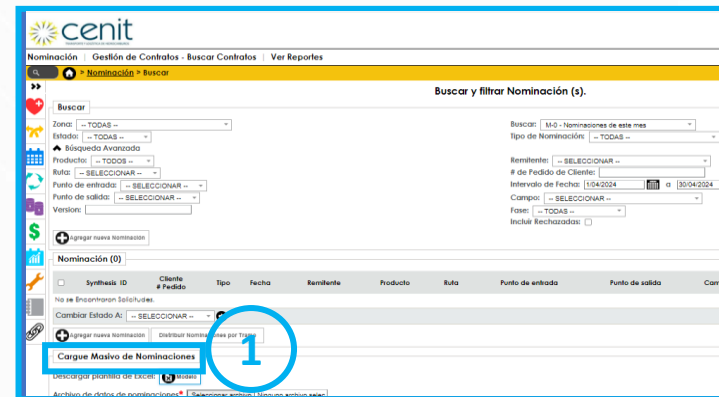 cenit
Nominación | Gestión de Contratos - Buscar Contratos | Ver Reportes
> Nominación > Buscar
Buscar y filtrar Nominación (s).
Buscar
Zona: -- TODAS --
Buscar: M-0 - Nominaciones de este mes
Estado: -- TODAS --
Tipo de Nominación: -- TODAS --
Búsqueda Avanzada
Producto: -- TODOS --
Remitente: -- SELECCIONAR --
Ruta: -- SELECCIONAR --
# de Pedido de Cliente:
Punto de entrada: -- SELECCIONAR --
Intervalo de Fecha: 1/04/2024 a 30/04/2024
Punto de salida: -- SELECCIONAR --
Campo: -- SELECCIONAR --
Version:
Fase: -- TODAS --
Incluir Rechazadas:
Agregar nueva Nominación
Nominación (0)
Synthesis ID Cliente # Pedido Tipo Fecha Remitente Producto Ruta Punto de entrada Punto de salida Cam
No se Encontraron Solicitudes.
Cambiar Estado A: -- SELECCIONAR --
Agregar nueva Nominación Distribuir Nominaciones por Tramo
Cargue Masivo de Nominaciones
1
Descargar plantilla de Excel: Modelo
Archivo de datos de nominaciones* Seleccionar archivo Ninguno archivo selec